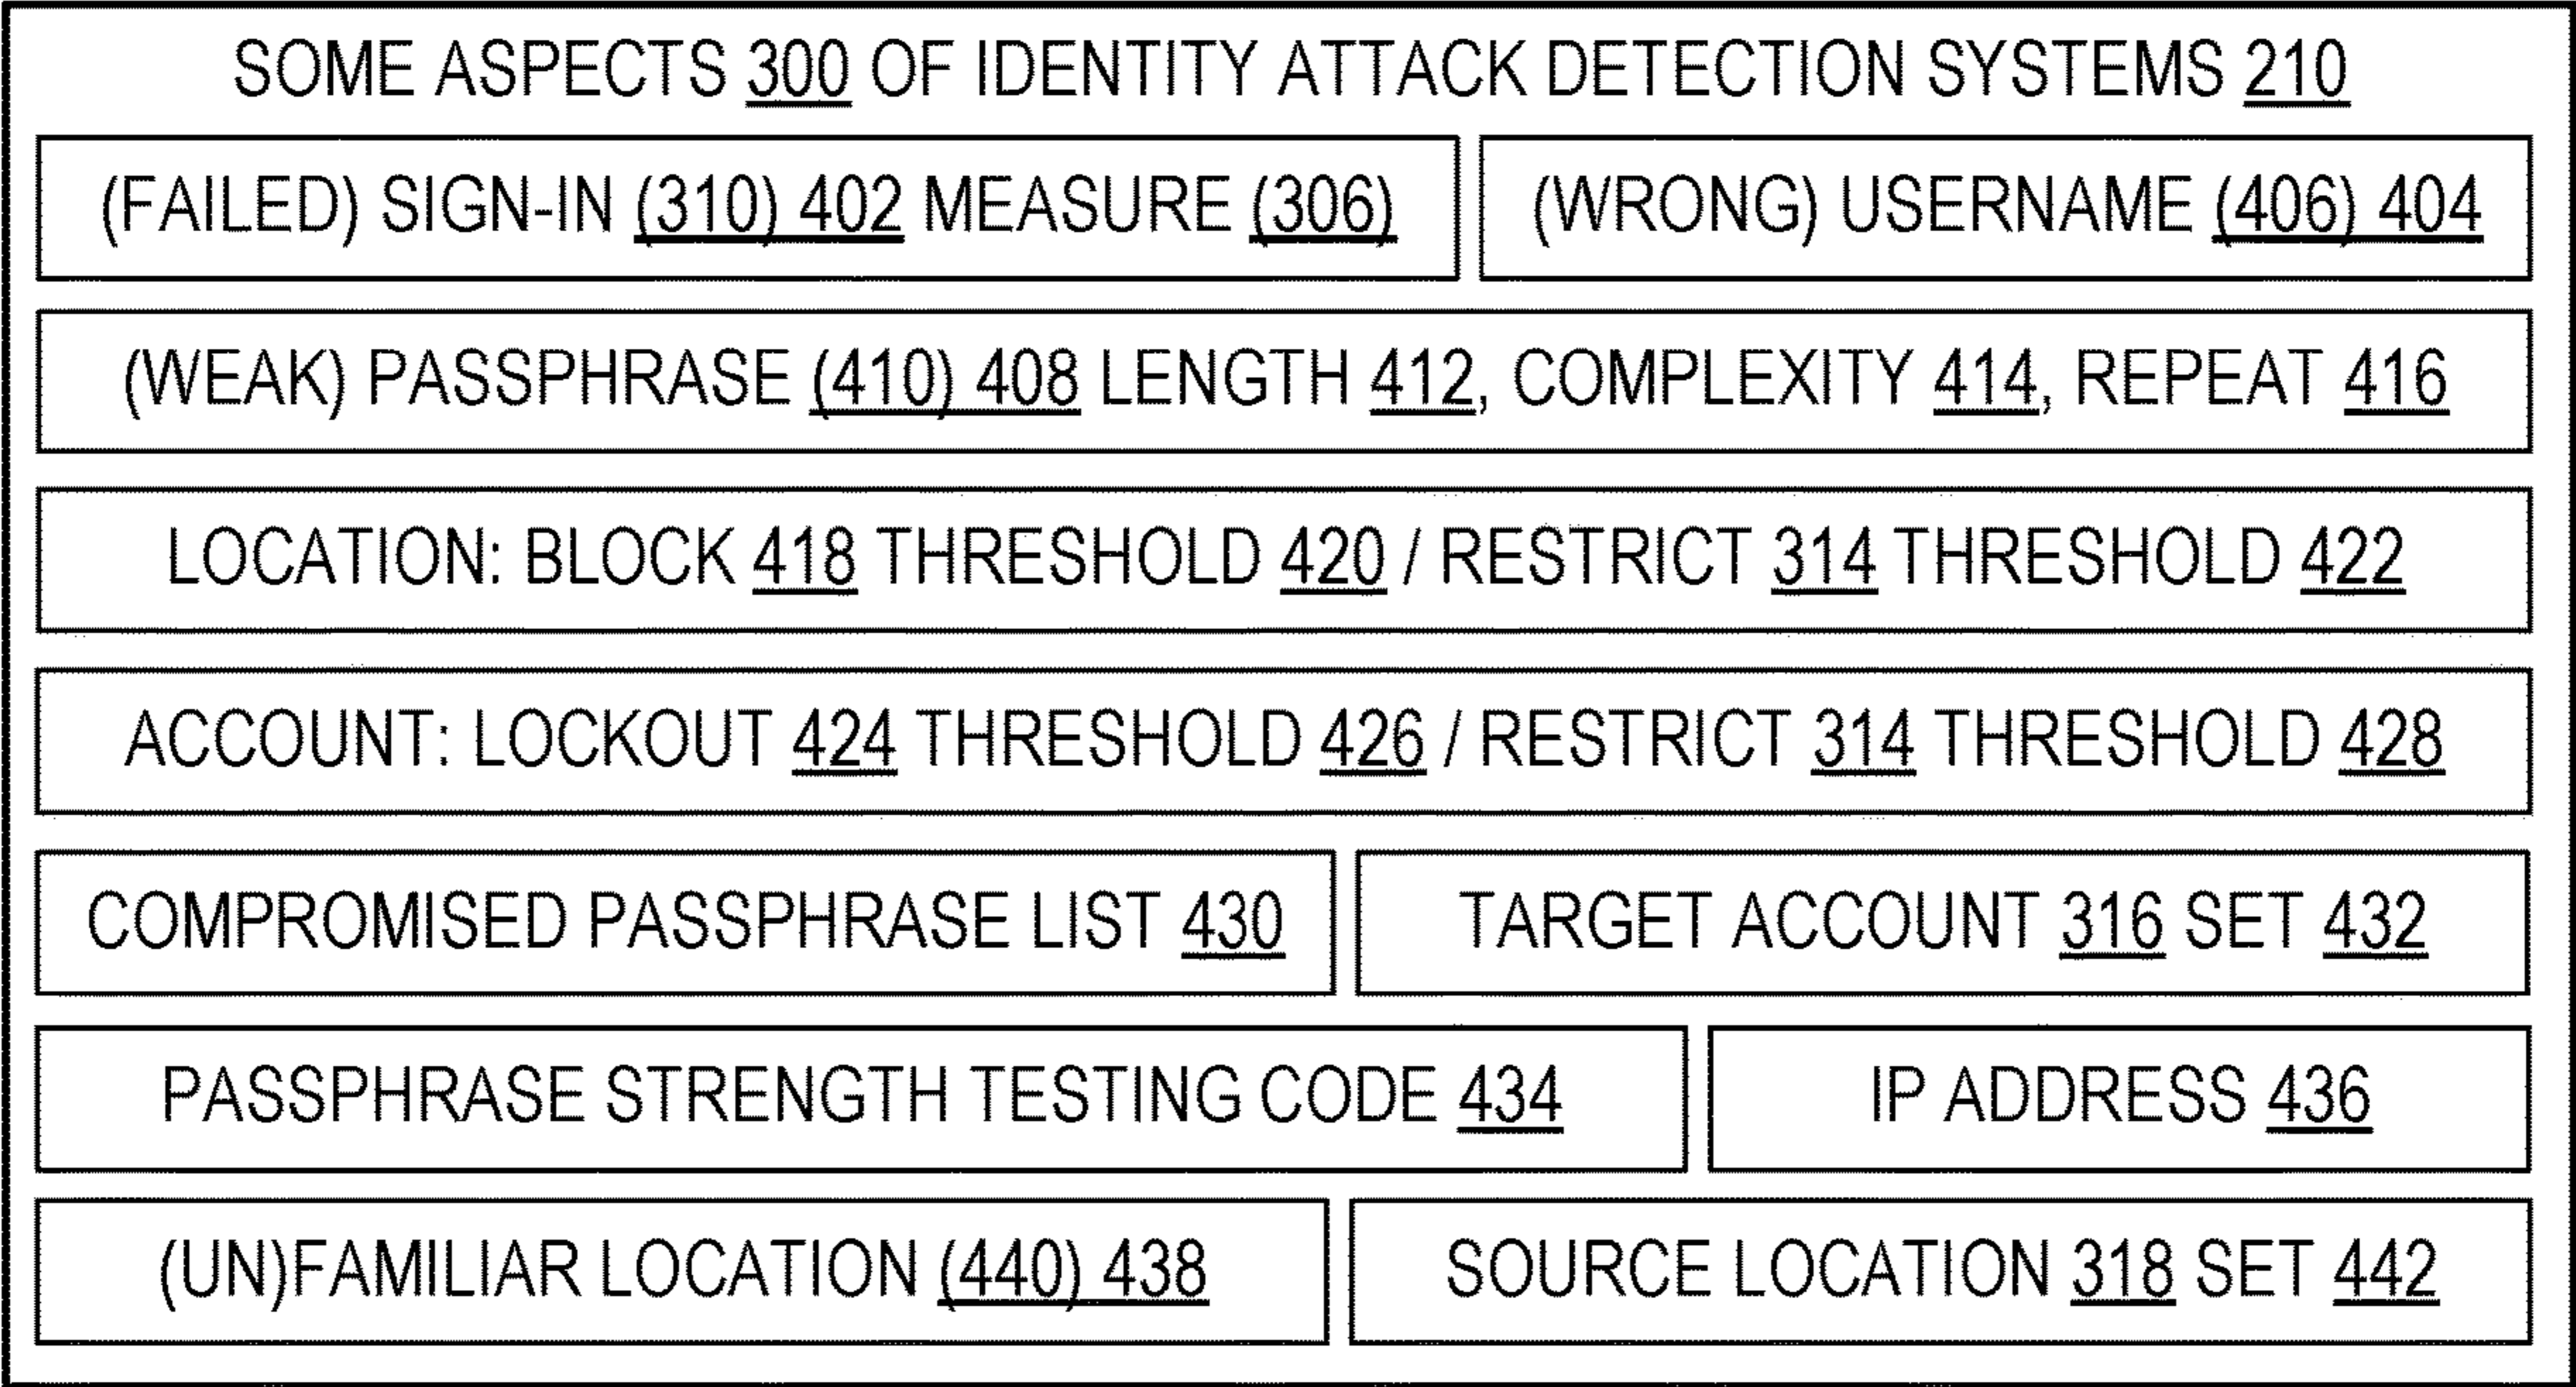 SOME ASPECTS 300 OF IDENTITY ATTACK DETECTION SYSTEMS 210
(FAILED) SIGN-IN (310) 402 MEASURE (306)
(WRONG) USERNAME (406) 404
(WEAK) PASSPHRASE (410) 408 LENGTH 412, COMPLEXITY 414, REPEAT 416
LOCATION: BLOCK 418 THRESHOLD 420 / RESTRICT 314 THRESHOLD 422
ACCOUNT: LOCKOUT 424 THRESHOLD 426 / RESTRICT 314 THRESHOLD 428
COMPROMISED PASSPHRASE LIST 430
TARGET ACCOUNT 316 SET 432
PASSPHRASE STRENGTH TESTING CODE 434
IP ADDRESS 436
(UN)FAMILIAR LOCATION (440) 438
SOURCE LOCATION 318 SET 442